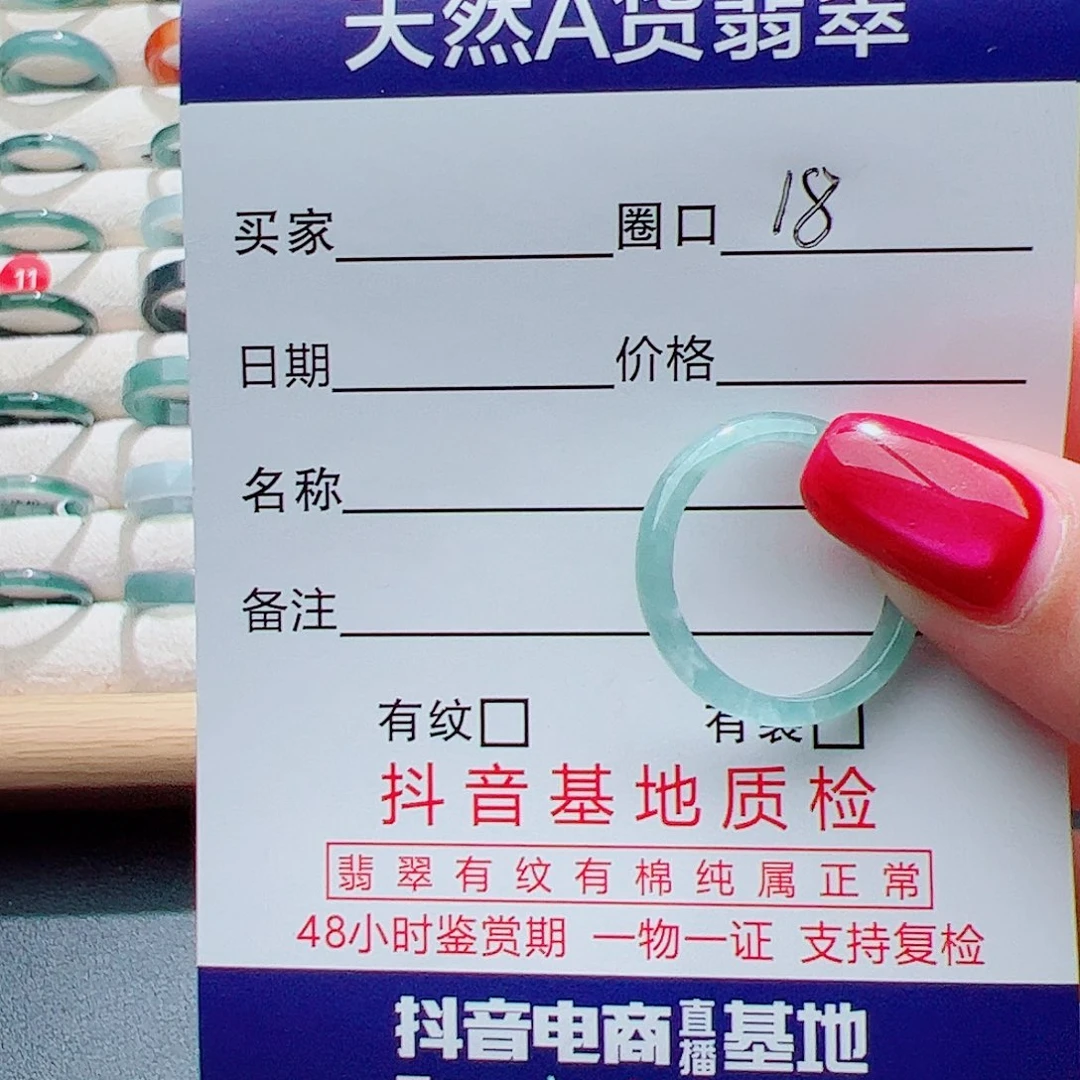 天然A货翡翠
买家 圈口 18
日期 价格
名称
备注
有纹□ 有裂□
抖音基地质检
翡翠有纹有棉纯属正常
48小时鉴赏期 一物一证 支持复检
抖音电商直播基地
11